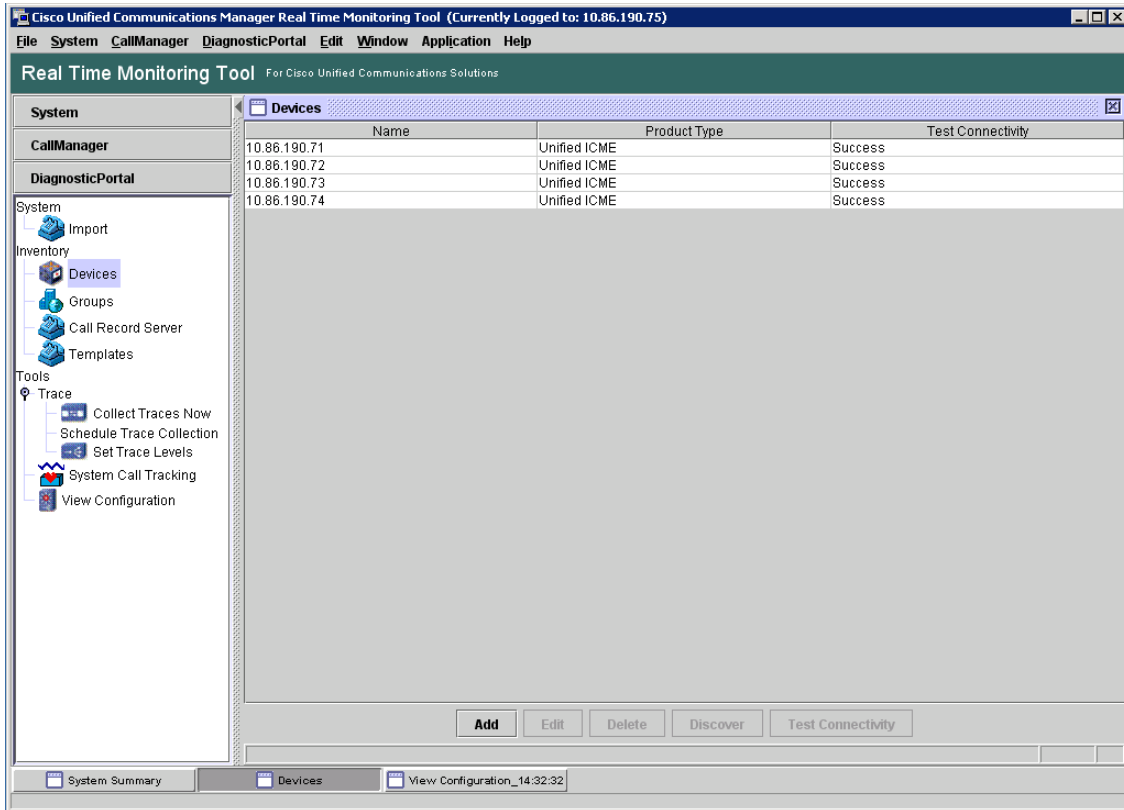 Cisco Unified Communications Manager Real Time Monitoring Tool (Currently Logged to: 10.86.190.75)
File System CallManager DiagnosticPortal Edit Window Application Help
Real Time Monitoring Tool For Cisco Unified Communications Solutions
System
CallManager
DiagnosticPortal
System
Import
Inventory
Devices
Groups
Call Record Server
Templates
Tools
Trace
Collect Traces Now
Schedule Trace Collection
Set Trace Levels
System Call Tracking
View Configuration
Devices
Name Product Type Test Connectivity
10.86.190.71 Unified ICME Success
10.86.190.72 Unified ICME Success
10.86.190.73 Unified ICME Success
10.86.190.74 Unified ICME Success
Add Edit Delete Discover Test Connectivity
System Summary Devices View Configuration_14:32:32